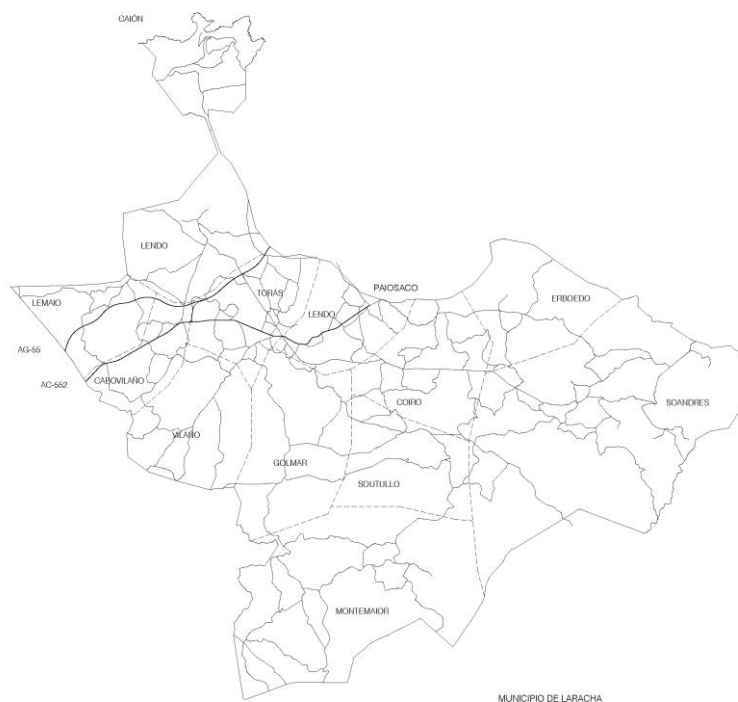 CAIÓN
LENDO
PAIOSACO
TORÁS
ERBOEDO
LEMAIO
LENDO
AG-55
CABOVILAÑO
AC-552
COIRO
SOANDRES
VILAÑO
GOLMAR
SOUTULLO
MONTEMAIOR
MUNICIPIO DE LARACHA